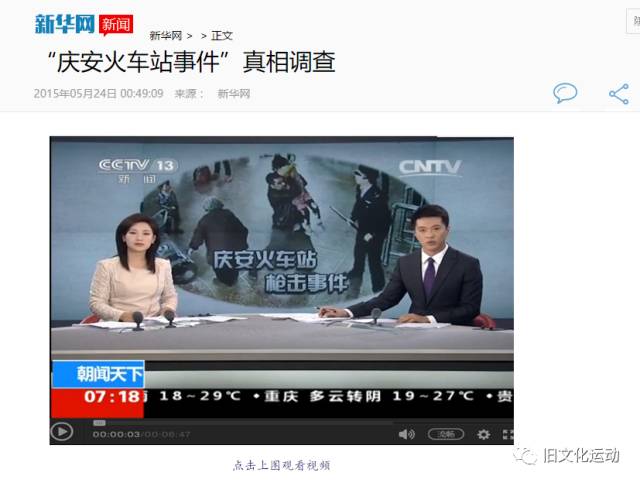 新华网 新闻
新华网 > > 正文
“庆安火车站事件”真相调查
2015年05月24日 00:49:09 来源： 新华网
CCTV 13
新闻
CNTV
庆安火车站
枪击事件
朝闻天下
07:18
18～29℃ •重庆 多云转阴 19～27℃ •贵
00:00:03/00:06:47
流畅
点击上图观看视频
旧文化运动